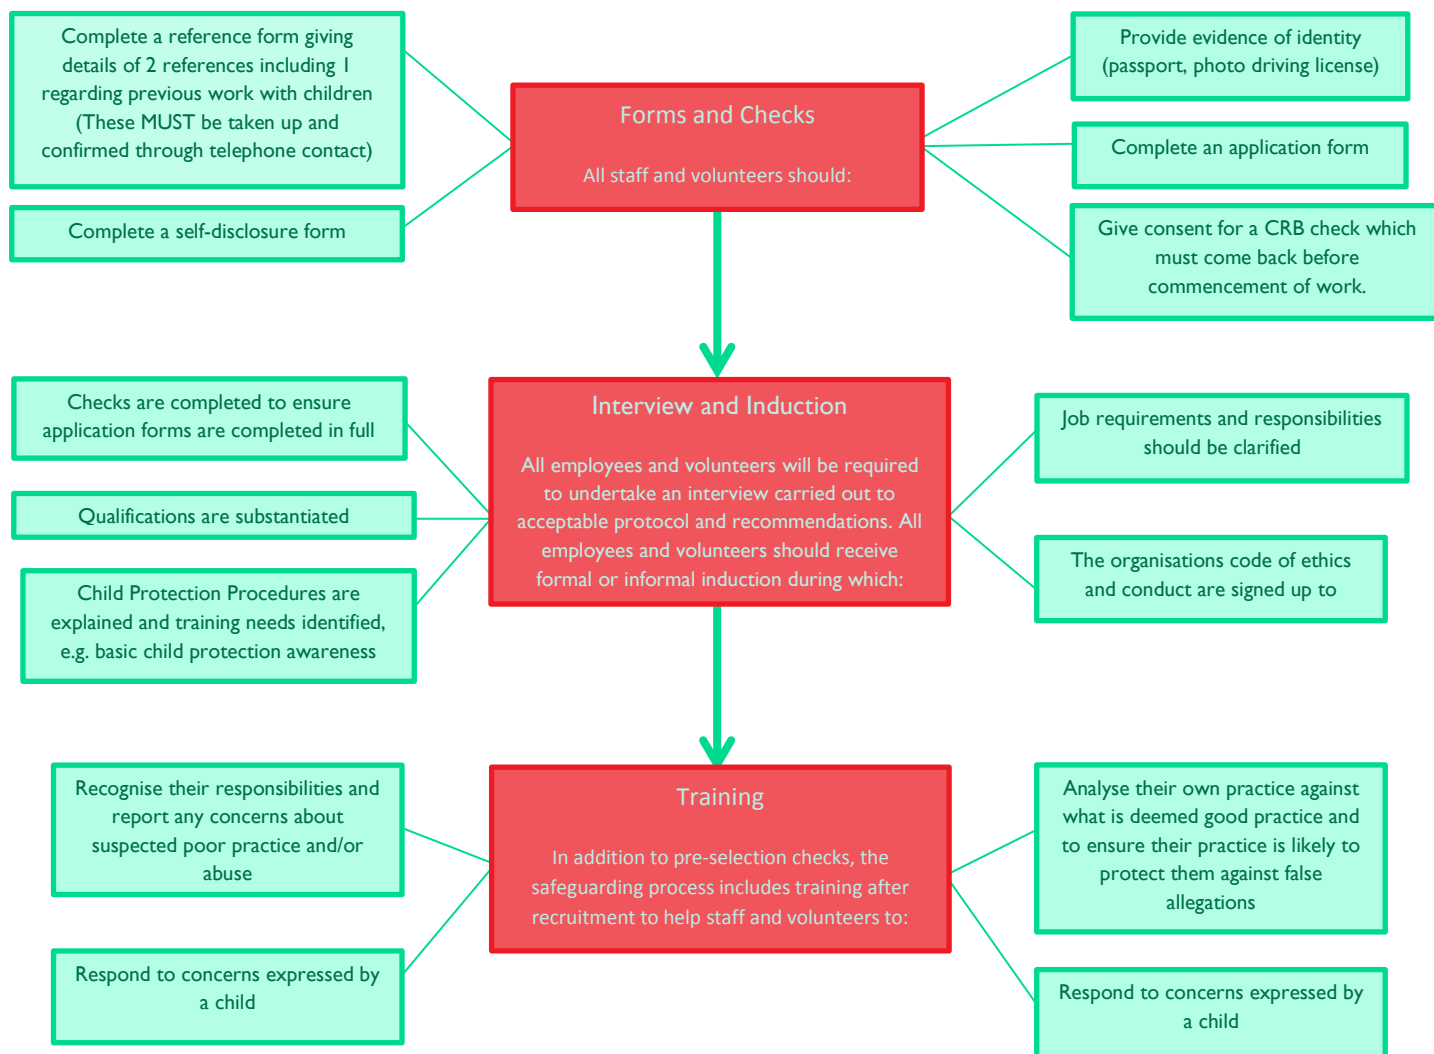 Complete a reference form giving
details of 2 references including 1
regarding previous work with children
(These MUST be taken up and
confirmed through telephone contact)
Complete a self-disclosure form
Forms and Checks
All staff and volunteers should:
Provide evidence of identity
(passport, photo driving license)
Complete an application form
Give consent for a CRB check which
must come back before
commencement of work.
Checks are completed to ensure
application forms are completed in full
Qualifications are substantiated
Child Protection Procedures are
explained and training needs identified,
e.g. basic child protection awareness
Interview and Induction
All employees and volunteers will be required
to undertake an interview carried out to
acceptable protocol and recommendations. All
employees and volunteers should receive
formal or informal induction during which:
Job requirements and responsibilities
should be clarified
The organisations code of ethics
and conduct are signed up to
Recognise their responsibilities and
report any concerns about
suspected poor practice and/or
abuse
Respond to concerns expressed by
a child
Training
In addition to pre-selection checks, the
safeguarding process includes training after
recruitment to help staff and volunteers to:
Analyse their own practice against
what is deemed good practice and
to ensure their practice is likely to
protect them against false
allegations
Respond to concerns expressed by
a child